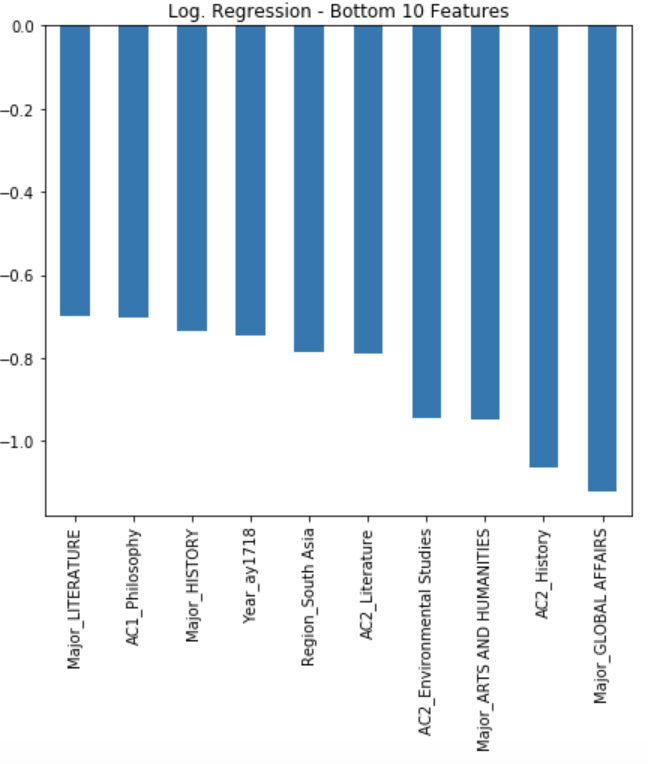 Log. Regression - Bottom 10 Features
0.0
−0.2
−0.4
−0.6
−0.8
−1.0
Major_LITERATURE
AC1_Philosophy
Major_HISTORY
Year_ay1718
Region_South Asia
AC2_Literature
AC2_Environmental Studies
Major_ARTS AND HUMANITIES
AC2_History
Major_GLOBAL AFFAIRS